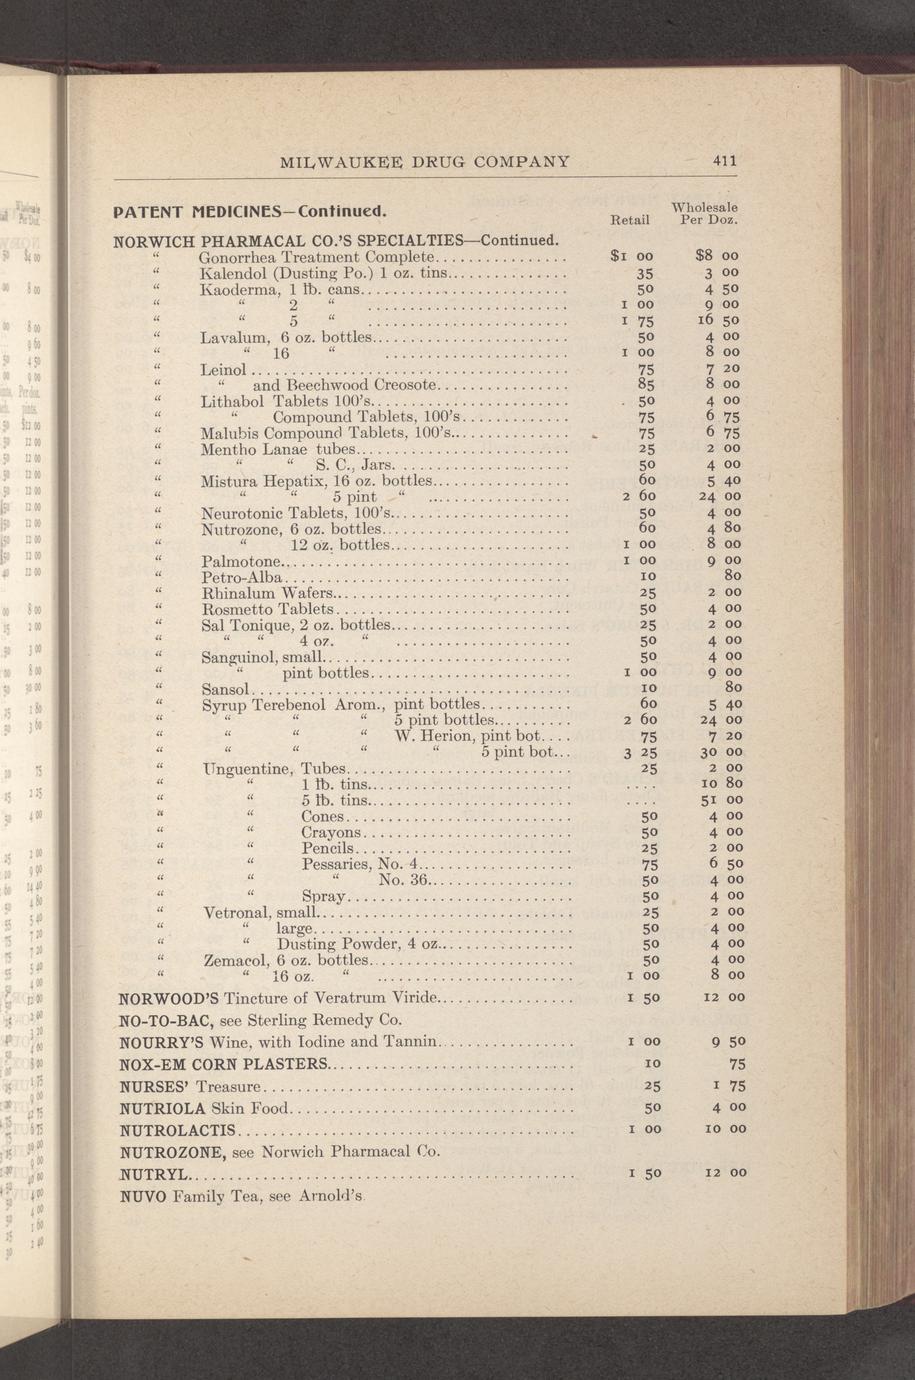 MILWAUKEE DRUG COMPANY 411
PATENT MEDICINES—Continued.
Retail Wholesale Per Doz.
NORWICH PHARMACAL CO.'S SPECIALTIES—Continued.
“ Gonorrhea Treatment Complete................ $1 00 $8 00
“ Kalendol (Dusting Po.) 1 oz. tins.............. 35 3 00
“ Kaoderma, 1 lb. cans......................... 50 4 50
“ “ 2 “ ........................ 1 00 9 00
“ “ 5 “ ........................ 1 75 16 50
“ Lavalum, 6 oz. bottles........................ 50 4 00
“ “ 16 “ ...................... 1 00 8 00
“ Leinol ...................................... 75 7 20
“ “ and Beechwood Creosote................ 85 8 00
“ Lithabol Tablets 100's........................ 50 4 00
“ “ Compound Tablets, 100's............. 75 6 75
“ Malubis Compound Tablets, 100's.............. 75 6 75
“ Mentho Lanae tubes.......................... 25 2 00
“ “ “ S. C., Jars...................... 50 4 00
“ Mistura Hepatix, 16 oz. bottles................. 60 5 40
“ “ “ 5 pint “ ................. 2 60 24 00
“ Neurotonic Tablets, 100's...................... 50 4 00
“ Nutrozone, 6 oz. bottles....................... 60 4 80
“ “ 12 oz. bottles...................... 1 00 8 00
“ Palmotone................................... 1 00 9 00
“ Petro-Alba................................... 10 80
“ Rhinalum Wafers............................. 25 2 00
“ Rosmetto Tablets............................. 50 4 00
“ Sal Tonique, 2 oz. bottles...................... 25 2 00
“ “ “ 4 oz. “ ..................... 50 4 00
“ Sanguinol, small.............................. 50 4 00
“ “ pint bottles........................ 1 00 9 00
“ Sansol....................................... 10 80
“ Syrup Terebenol Arom., pint bottles........... 60 5 40
“ “ “ “ 5 pint bottles.......... 2 60 24 00
“ “ “ “ W. Herion, pint bot.... 75 7 20
“ “ “ “ “ 5 pint bot... 3 25 30 00
“ Unguentine, Tubes........................... 25 2 00
“ “ 1 lb. tins........................ .... 10 80
“ “ 5 lb. tins........................ .... 51 00
“ “ Cones........................... 50 4 00
“ “ Crayons......................... 50 4 00
“ “ Pencils.......................... 25 2 00
“ “ Pessaries, No. 4.................. 75 6 50
“ “ “ No. 36................. 50 4 00
“ “ Spray........................... 50 4 00
“ Vetronal, small............................... 25 2 00
“ “ large............................... 50 4 00
“ “ Dusting Powder, 4 oz................ 50 4 00
“ Zemacol, 6 oz. bottles......................... 50 4 00
“ “ 16 oz. “ ....................... 1 00 8 00
NORWOOD'S Tincture of Veratrum Viride................. 1 50 12 00
NO-TO-BAC, see Sterling Remedy Co.
NOURRY'S Wine, with Iodine and Tannin................. 1 00 9 50
NOX-EM CORN PLASTERS.............................. 10 75
NURSES' Treasure...................................... 25 1 75
NUTRIOLA Skin Food................................... 50 4 00
NUTROLACTIS......................................... 1 00 10 00
NUTROZONE, see Norwich Pharmacal Co.
NUTRYL.............................................. 1 50 12 00
NUVO Family Tea, see Arnold's